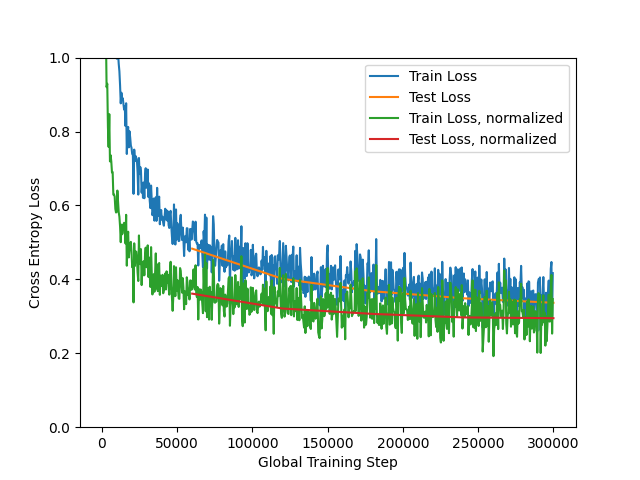 1.0
0.8
0.6
0.4
0.2
0.0
Cross Entropy Loss
Train Loss
Test Loss
Train Loss, normalized
Test Loss, normalized
0 50000 100000 150000 200000 250000 300000
Global Training Step